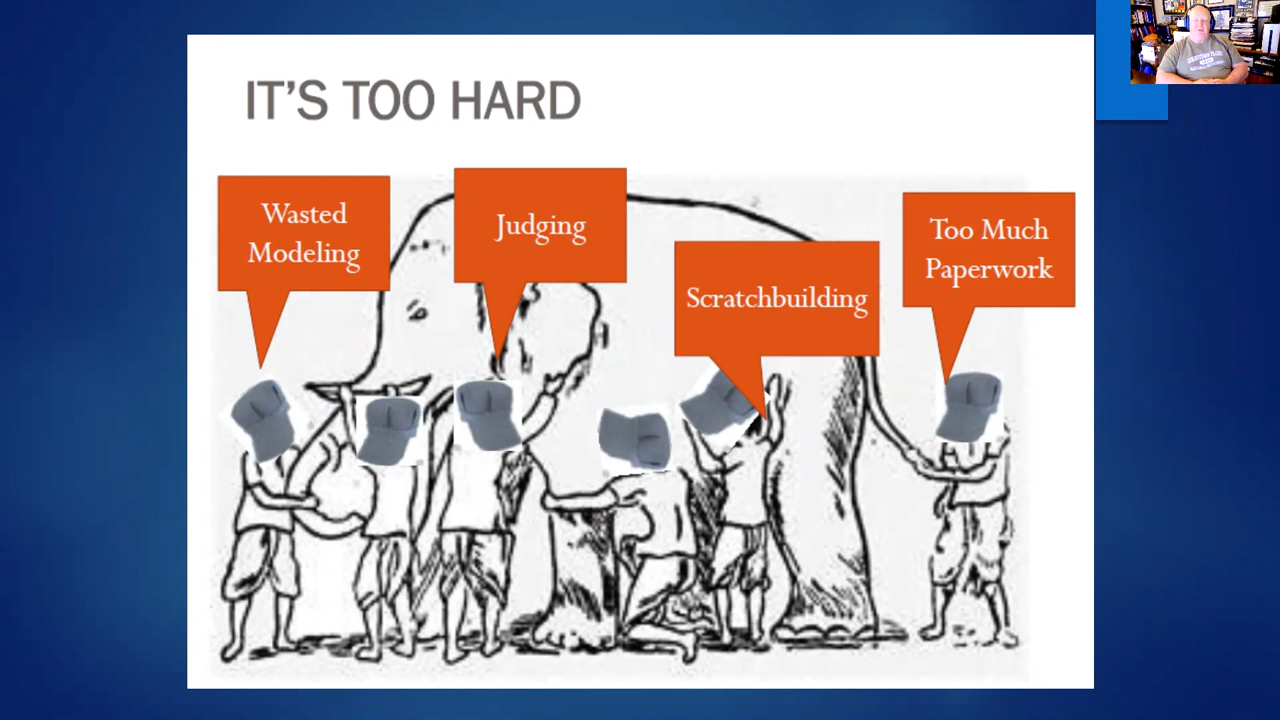 IT'S TOO HARD
Wasted
Modeling
Judging
Scratchbuilding
Too Much
Paperwork